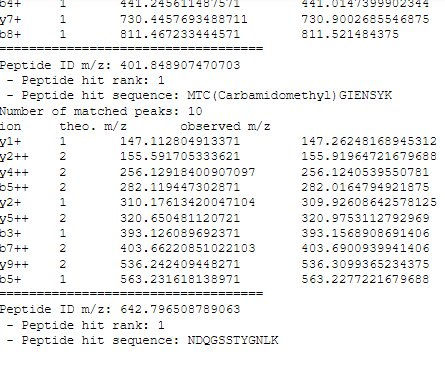 b4+ 1 441.245611487571 441.0147399902344
y7+ 1 730.4457693488711 730.9002685546875
b8+ 1 811.467233444571 811.521484375
===================================
Peptide ID m/z: 401.848907470703
- Peptide hit rank: 1
- Peptide hit sequence: MTC(Carbamidomethyl)GIENSYK
Number of matched peaks: 10
ion theo. m/z observed m/z
y1+ 1 147.112804913371 147.26248168945312
y2++ 2 155.591705333621 155.91964721679688
y4++ 2 256.12918400907097 256.1240539550781
b5++ 2 282.119447302871 282.0164794921875
y2+ 1 310.17613420047104 309.92608642578125
y5++ 2 320.650481120721 320.9753112792969
b3+ 1 393.126089692371 393.1568908691406
b7++ 2 403.66220851022103 403.6900939941406
y9++ 2 536.242409448271 536.3099365234375
b5+ 1 563.231618138971 563.2277221679688
===================================
Peptide ID m/z: 642.796508789063
- Peptide hit rank: 1
- Peptide hit sequence: NDQGSSTYGNLK